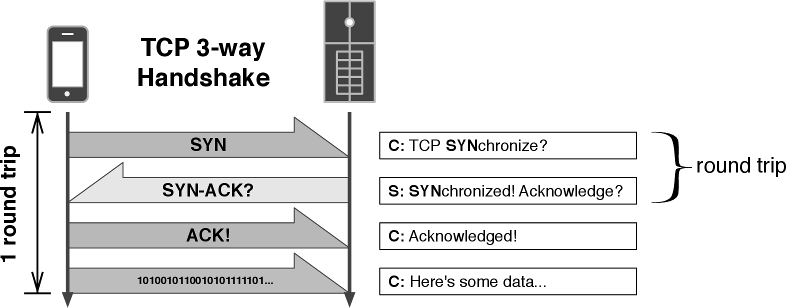 TCP 3-way
Handshake
1 round trip
SYN
C: TCP SYNchronize?
SYN-ACK?
S: SYNchronized! Acknowledge?
round trip
ACK!
C: Acknowledged!
1010010110010101111101...
C: Here's some data...